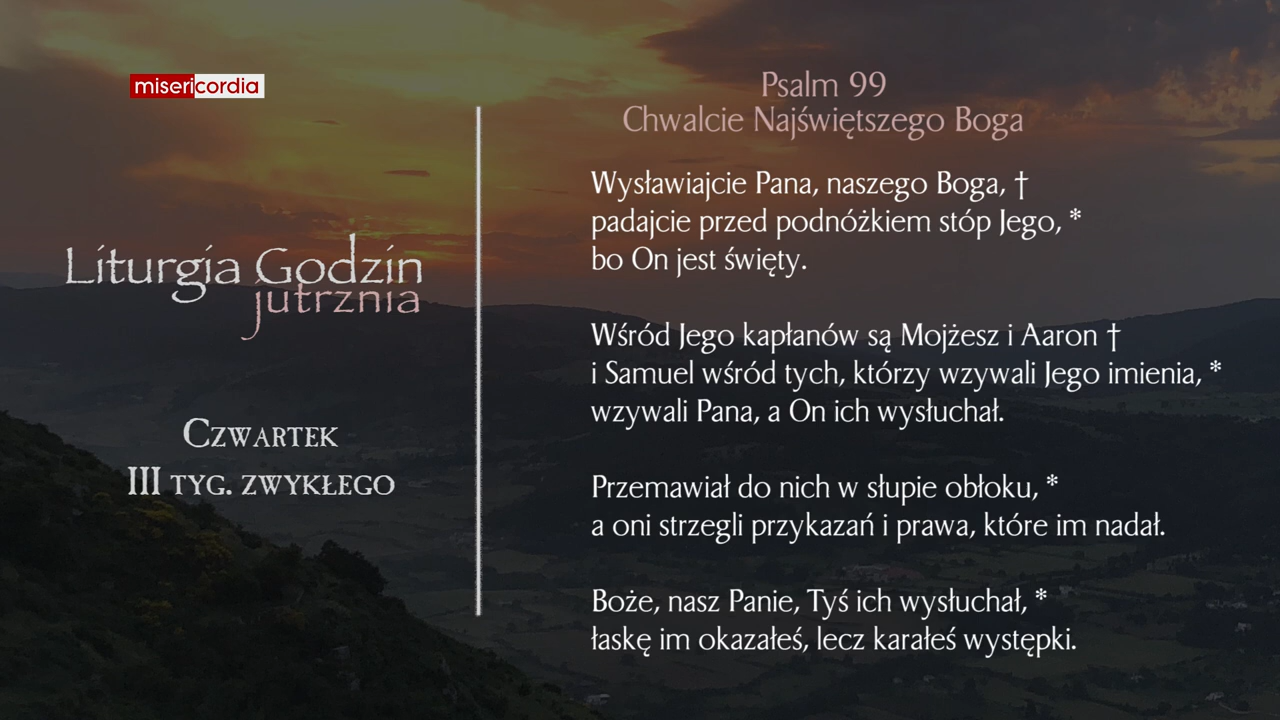 misericordia
Liturgia Godzin
jutrznia
Czwartek
III tyg. zwykłego
Psalm 99
Chwalcie Najświętszego Boga
Wysławiajcie Pana, naszego Boga, †
padajcie przed podnóżkiem stóp Jego, *
bo On jest święty.
Wśród Jego kapłanów są Mojżesz i Aaron †
i Samuel wśród tych, którzy wzywali Jego imienia, *
wzywali Pana, a On ich wysłuchał.
Przemawiał do nich w słupie obłoku, *
a oni strzegli przykazań i prawa, które im nadał.
Boże, nasz Panie, Tyś ich wysłuchał, *
łaskę im okazałeś, lecz karałeś występki.